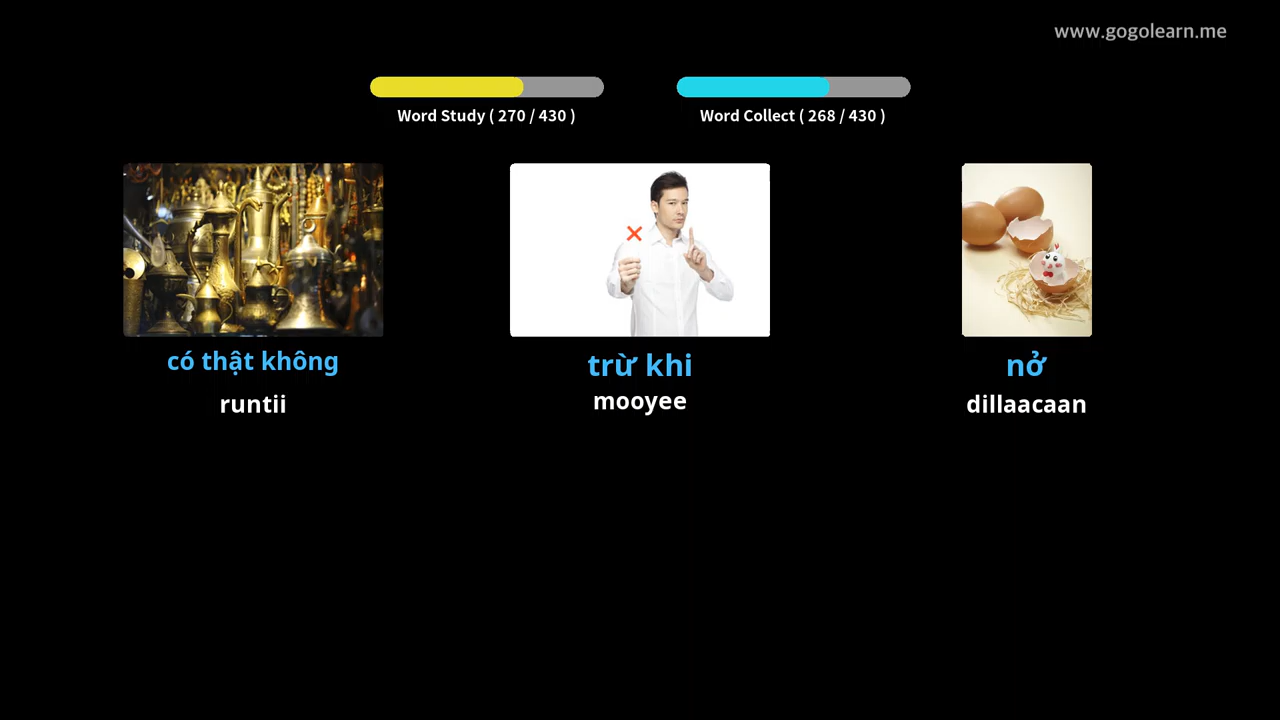 www.gogolearn.me
Word Study ( 270 / 430 )
Word Collect ( 268 / 430 )
có thật không
runtii
trừ khi
mooyee
nở
dillaacaan